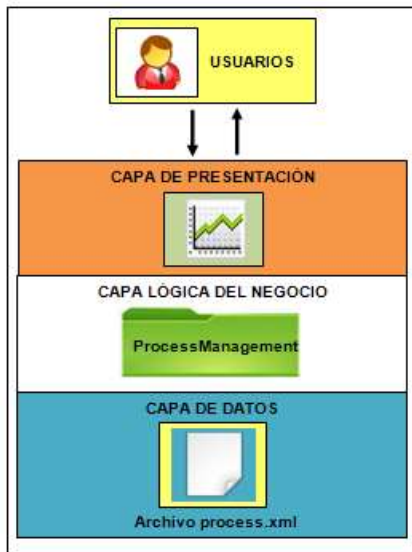 USUARIOS
CAPA DE PRESENTACIÓN
CAPA LÓGICA DEL NEGOCIO
ProcessManagement
CAPA DE DATOS
Archivo process.xml